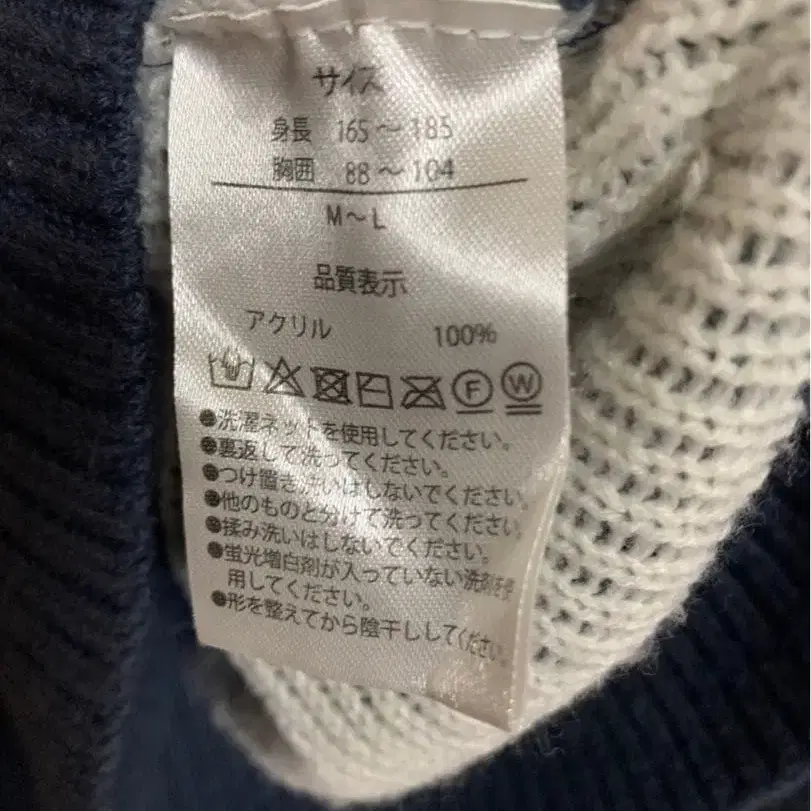 サイズ
身長 165～185
胸囲 88～104
M～L
品質表示
アクリル 100%
F W
●洗濯ネットを使用してください。
●裏返して洗ってください。
●つけ置き洗いはしないでください。
●他のものと分けて洗ってください。
●揉み洗いはしないでください。
●蛍光増白剤が入っていない洗剤を使
用してください。
●形を整えてから陰干ししてください。